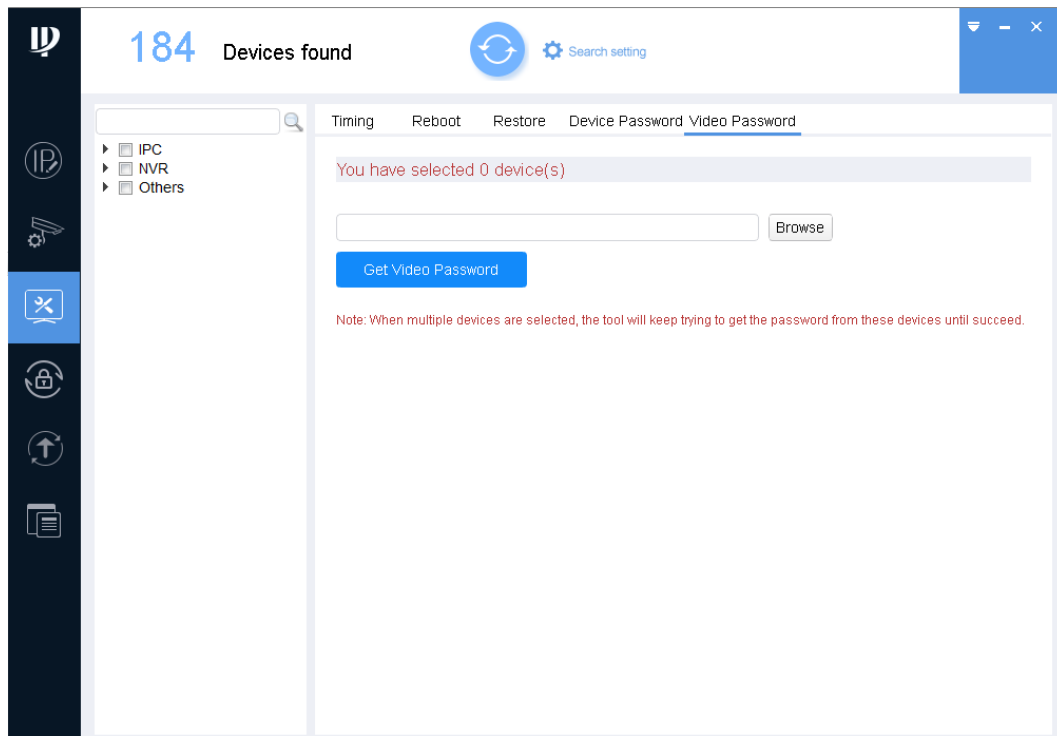 184 Devices found
Search setting
Timing Reboot Restore Device Password Video Password
IPC
NVR
Others
You have selected 0 device(s)
Browse
Get Video Password
Note: When multiple devices are selected, the tool will keep trying to get the password from these devices until succeed.
IP